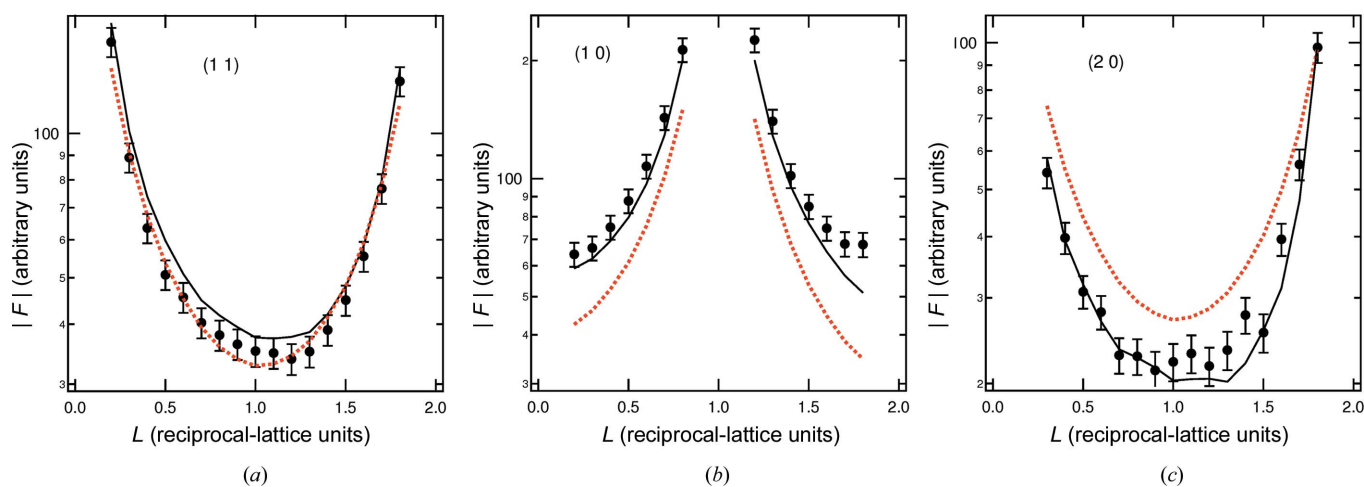 (1 1)
100
9
8
7
6
5
4
3
| F | (arbitrary units)
0.0 0.5 1.0 1.5 2.0
L (reciprocal-lattice units)
(a)
(1 0)
2
100
9
8
7
6
5
4
| F | (arbitrary units)
0.0 0.5 1.0 1.5 2.0
L (reciprocal-lattice units)
(b)
(2 0)
100
9
8
7
6
5
4
3
2
| F | (arbitrary units)
0.0 0.5 1.0 1.5 2.0
L (reciprocal-lattice units)
(c)